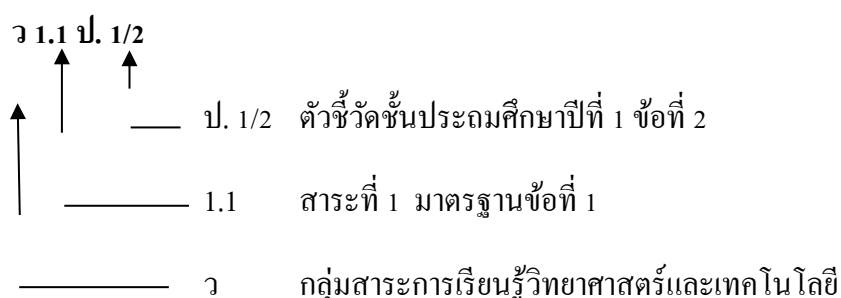 ว 1.1 ป. 1/2
ป. 1/2 ตัวชี้วัดชั้นประถมศึกษาปีที่ 1 ข้อที่ 2
1.1 สาระที่ 1 มาตรฐานข้อที่ 1
ว กลุ่มสาระการเรียนรู้วิทยาศาสตร์และเทคโนโลยี